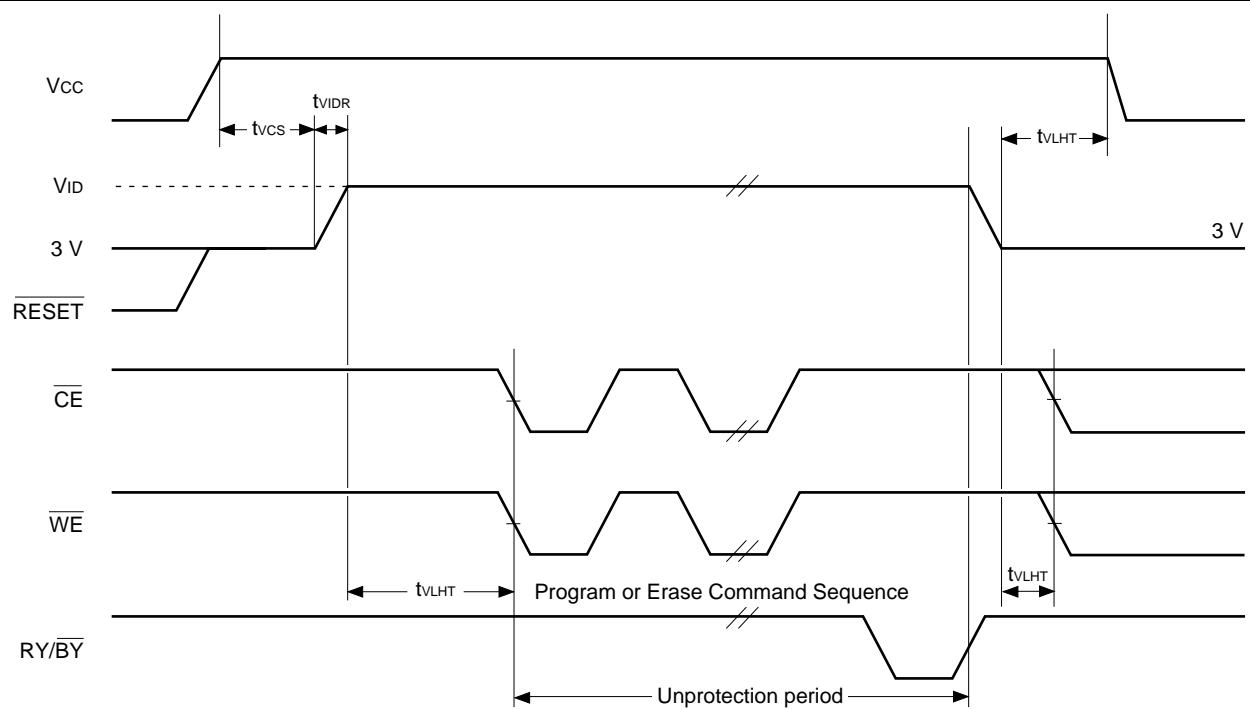 VCC
tVIDR
tVCS
tVLHT
VID
3 V
3 V
RESET
CE
WE
tVLHT
Program or Erase Command Sequence
tVLHT
RY/BY
Unprotection period